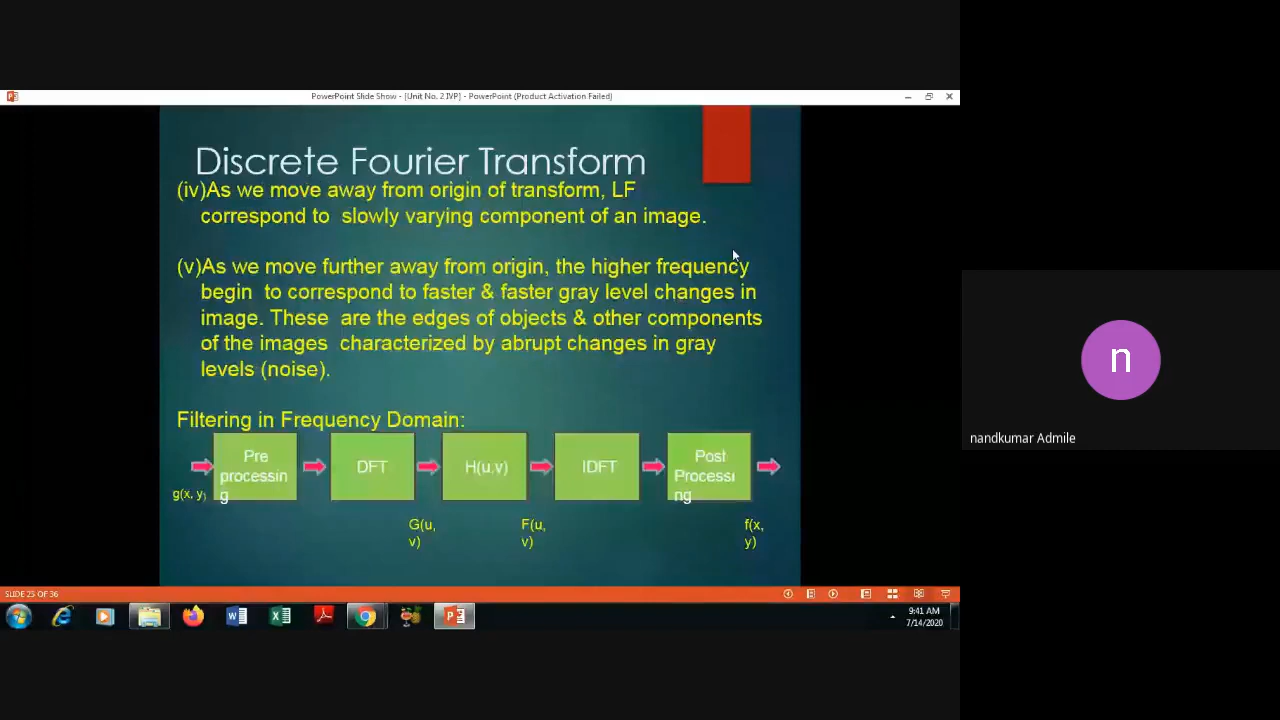 PowerPoint Slide Show - [Unit No. 2.IVP] - PowerPoint (Product Activation Failed)
Discrete Fourier Transform
(iv)As we move away from origin of transform, LF
correspond to slowly varying component of an image.
(v)As we move further away from origin, the higher frequency
begin to correspond to faster & faster gray level changes in
image. These are the edges of objects & other components
of the images characterized by abrupt changes in gray
levels (noise).
Filtering in Frequency Domain:
Pre
processin
g
DFT
H(u,v)
IDFT
Post
Processi
ng
g(x, y)
G(u,
v)
F(u,
v)
f(x,
y)
SLIDE 25 OF 36
9:41 AM
7/14/2020
n
nandkumar Admile